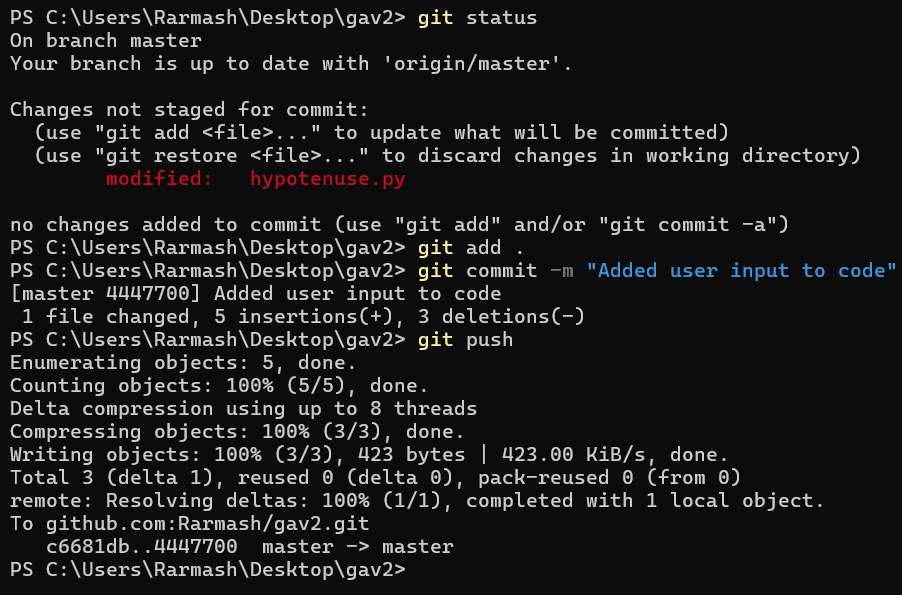 PS C:\Users\Rarmash\Desktop\gav2> git status
On branch master
Your branch is up to date with 'origin/master'.

Changes not staged for commit:
  (use "git add <file>..." to update what will be committed)
  (use "git restore <file>..." to discard changes in working directory)
        modified:   hypotenuse.py

no changes added to commit (use "git add" and/or "git commit -a")
PS C:\Users\Rarmash\Desktop\gav2> git add .
PS C:\Users\Rarmash\Desktop\gav2> git commit -m "Added user input to code"
[master 4447700] Added user input to code
 1 file changed, 5 insertions(+), 3 deletions(-)
PS C:\Users\Rarmash\Desktop\gav2> git push
Enumerating objects: 5, done.
Counting objects: 100% (5/5), done.
Delta compression using up to 8 threads
Compressing objects: 100% (3/3), done.
Writing objects: 100% (3/3), 423 bytes | 423.00 KiB/s, done.
Total 3 (delta 1), reused 0 (delta 0), pack-reused 0 (from 0)
remote: Resolving deltas: 100% (1/1), completed with 1 local object.
To github.com:Rarmash/gav2.git
   c6681db..4447700  master -> master
PS C:\Users\Rarmash\Desktop\gav2>